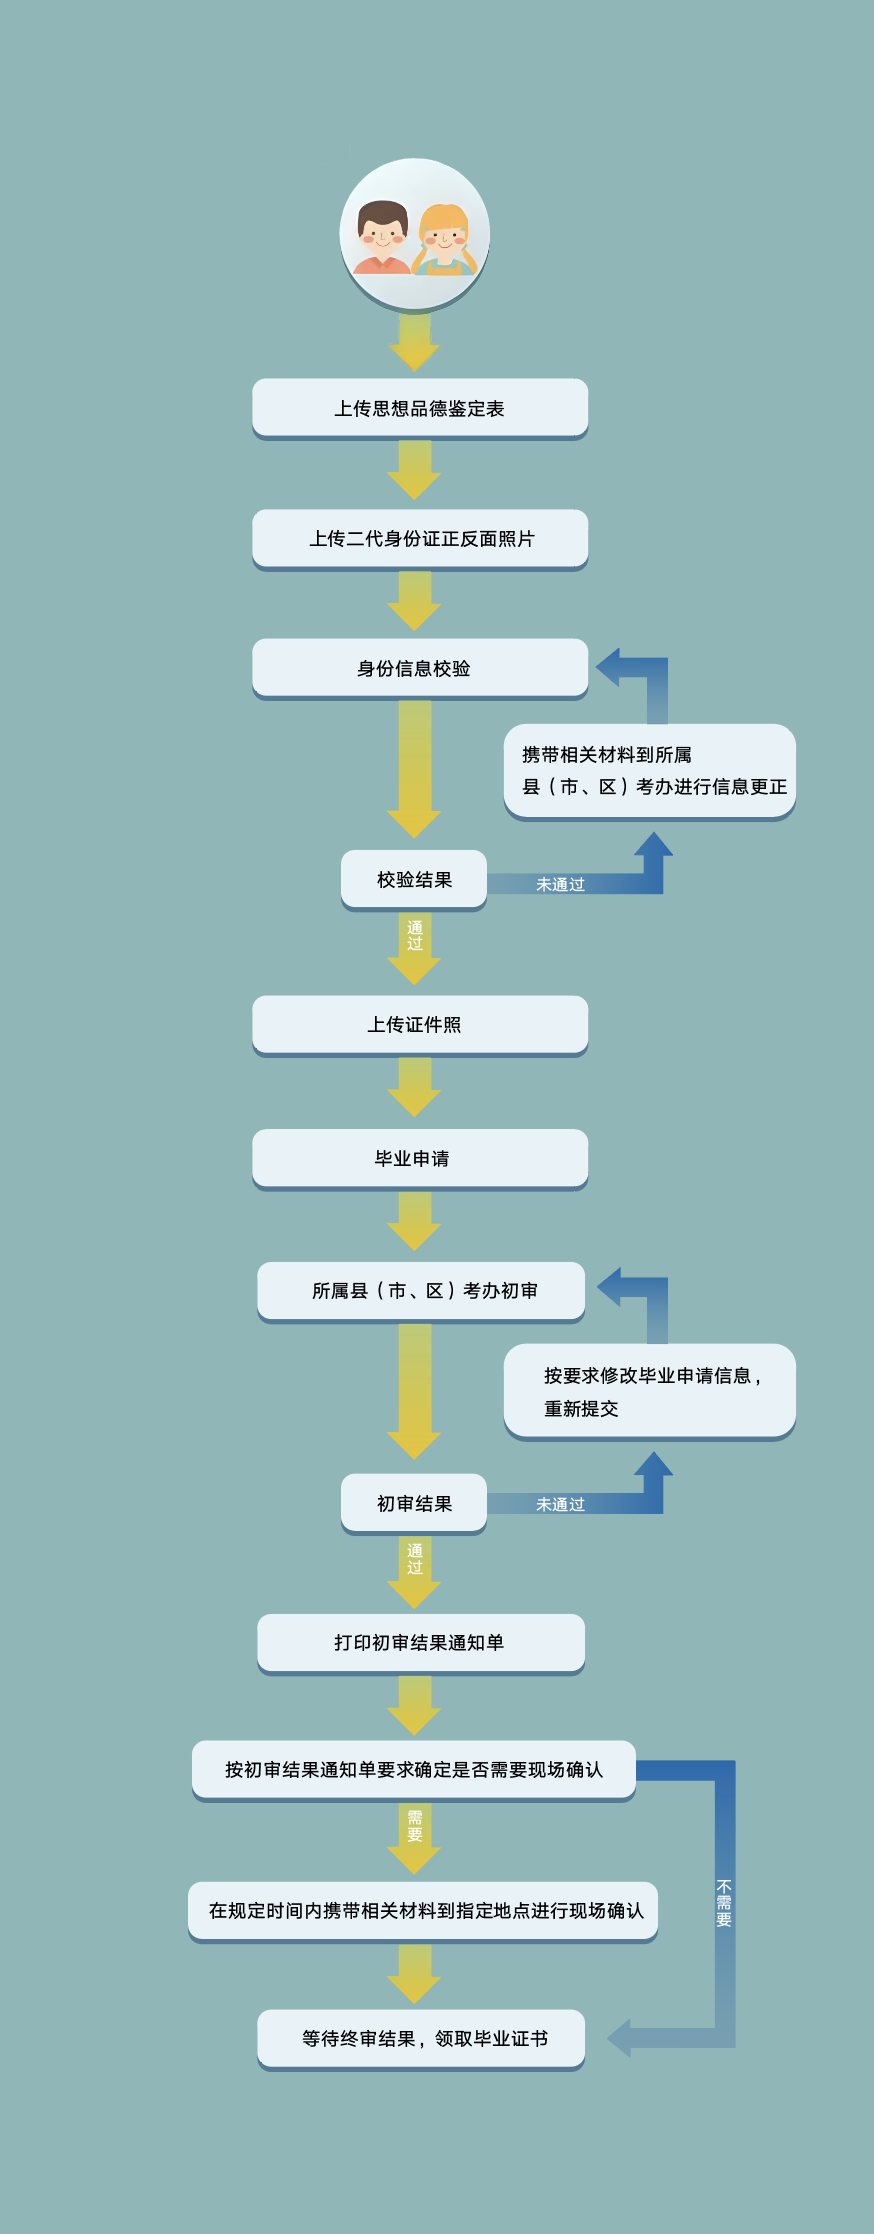 上传思想品德鉴定表
上传二代身份证正反面照片
身份信息校验
携带相关材料到所属
县（市、区）考办进行信息更正
校验结果
未通过
通过
上传证件照
毕业申请
所属县（市、区）考办初审
按要求修改毕业申请信息，
重新提交
初审结果
未通过
通过
打印初审结果通知单
按初审结果通知单要求确定是否需要现场确认
需要
不需要
在规定时间内携带相关材料到指定地点进行现场确认
等待终审结果，领取毕业证书